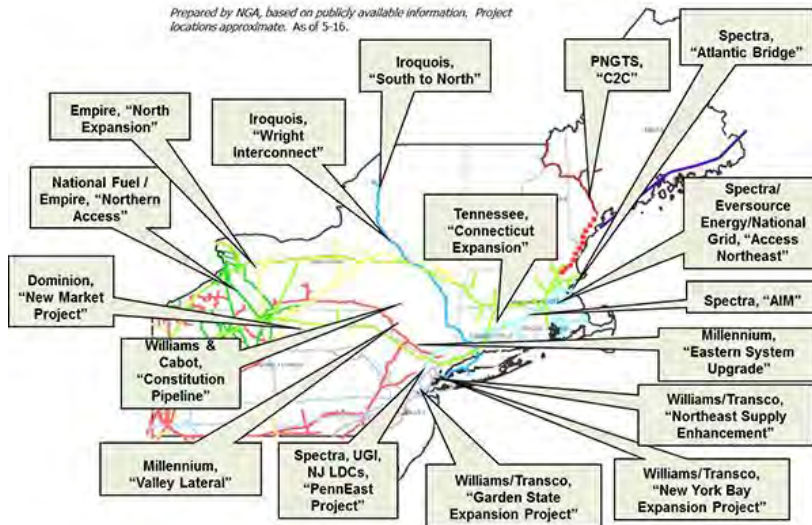 Prepared by NGA, based on publicly available information. Project
locations approximate. As of 5-16.
Spectra,
“Atlantic Bridge”
Iroquois,
“South to North”
PNGTS,
“C2C”
Empire, “North
Expansion”
Iroquois,
“Wright
Interconnect”
National Fuel /
Empire, “Northern
Access”
Tennessee,
“Connecticut
Expansion”
Spectra/
Eversource
Energy/National
Grid, “Access
Northeast”
Dominion,
“New Market
Project”
Spectra, “AIM”
Williams &
Cabot,
“Constitution
Pipeline”
Millennium,
“Eastern System
Upgrade”
Williams/Transco,
“Northeast Supply
Enhancement”
Millennium,
“Valley Lateral”
Spectra, UGI,
NJ LDCs,
“PennEast
Project”
Williams/Transco,
“Garden State
Expansion Project”
Williams/Transco,
“New York Bay
Expansion Project”